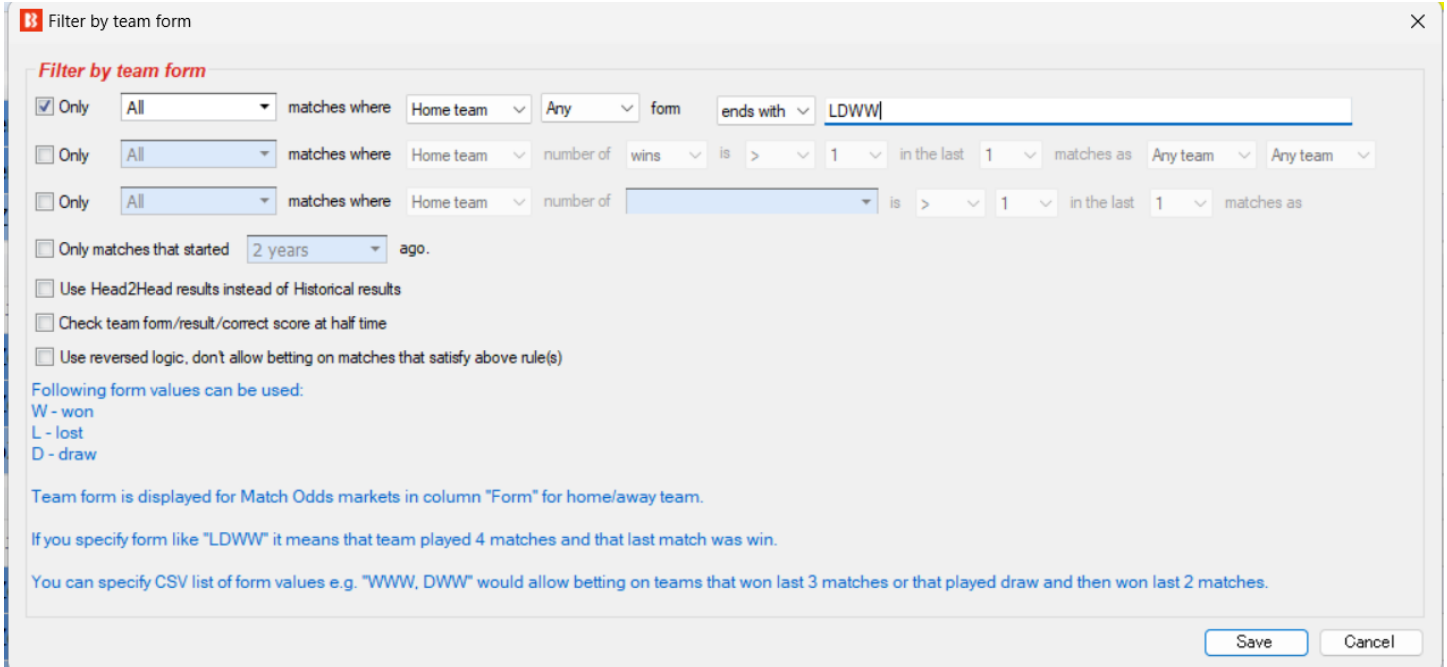 Filter by team form
Filter by team form
Only All matches where Home team Any form ends with LDWW
Only All matches where Home team number of wins is > 1 in the last 1 matches as Any team Any team
Only All matches where Home team number of is > 1 in the last 1 matches as
Only matches that started 2 years ago.
Use Head2Head results instead of Historical results
Check team form/result/correct score at half time
Use reversed logic, don't allow betting on matches that satisfy above rule(s)
Following form values can be used:
W - won
L - lost
D - draw
Team form is displayed for Match Odds markets in column "Form" for home/away team.
If you specify form like "LDWW" it means that team played 4 matches and that last match was win.
You can specify CSV list of form values e.g. "WWW, DWW" would allow betting on teams that won last 3 matches or that played draw and then won last 2 matches.
Save Cancel